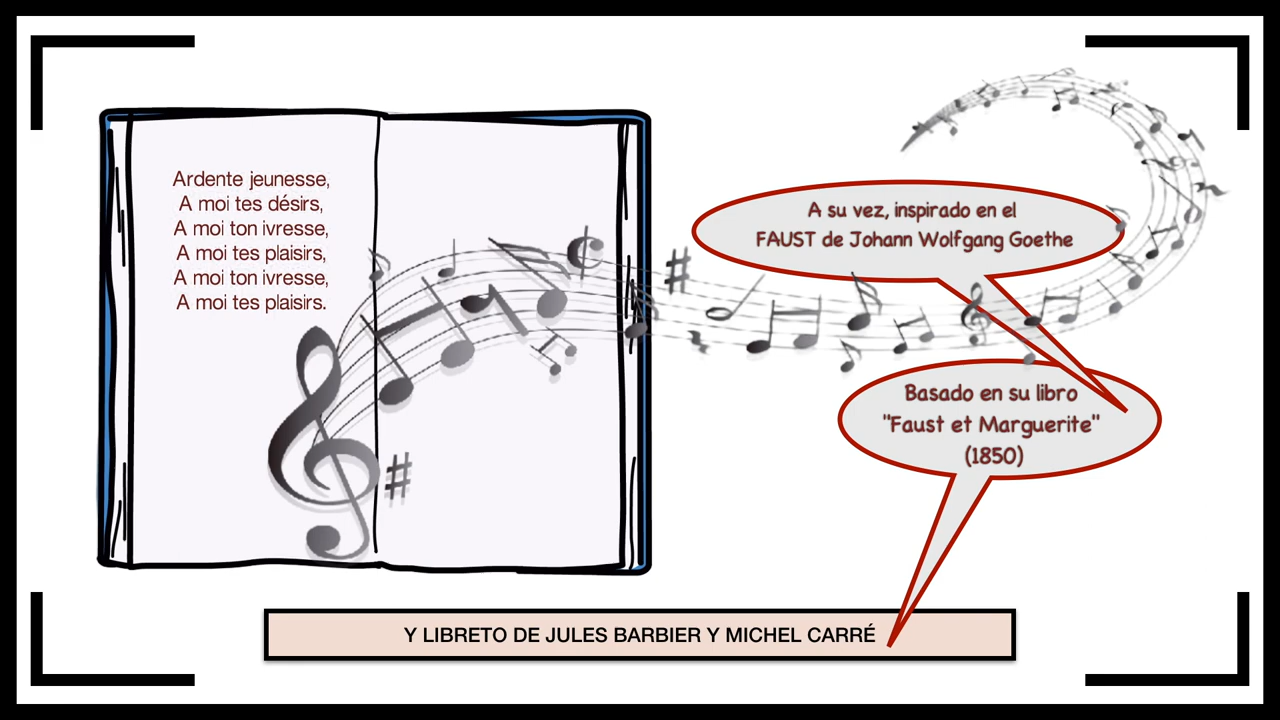 Ardente jeunesse,
A moi tes désirs,
A moi ton ivresse,
A moi tes plaisirs,
A moi ton ivresse,
A moi tes plaisirs.
A su vez, inspirado en el
FAUST de Johann Wolfgang Goethe
Basado en su libro
"Faust et Marguerite"
(1850)
Y LIBRETO DE JULES BARBIER Y MICHEL CARRÉ